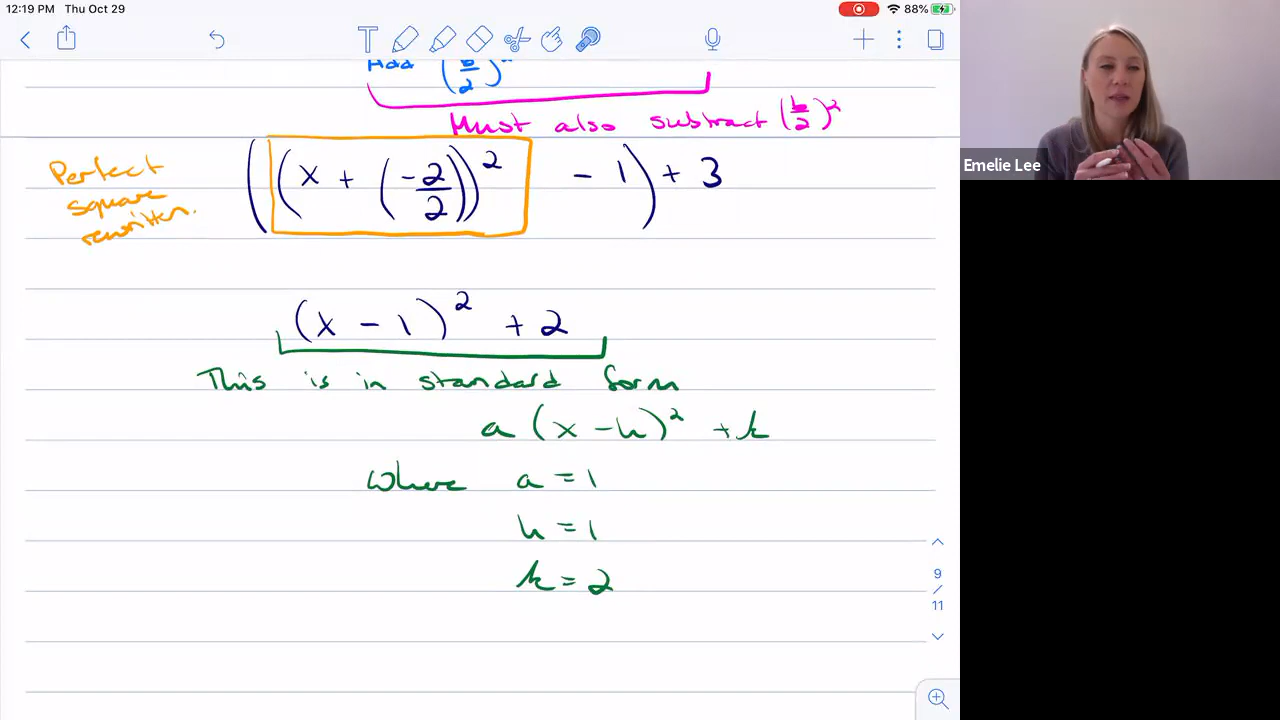 12:19 PM Thu Oct 29
88%
Add (b/2)²
Must also subtract (b/2)²
Perfect square rewritten.
((x + (-2/2))² - 1) + 3
(x - 1)² + 2
This is in standard form
a(x - h)² + k
where a = 1
h = 1
k = 2
9
/
11
Emelie Lee